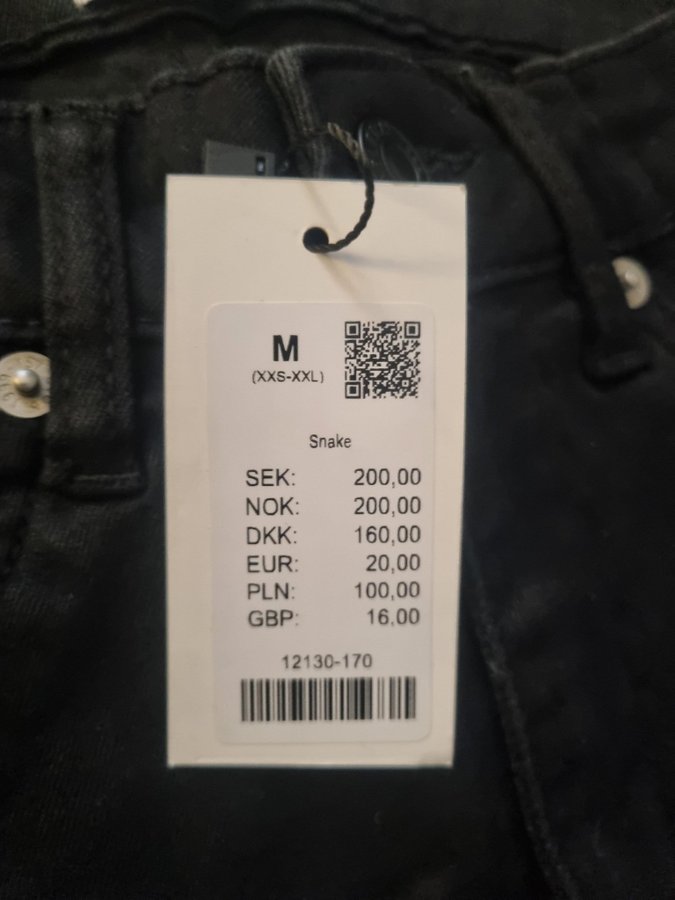 M
(XXS-XXL)
Snake
SEK: 200,00
NOK: 200,00
DKK: 160,00
EUR: 20,00
PLN: 100,00
GBP: 16,00
12130-170